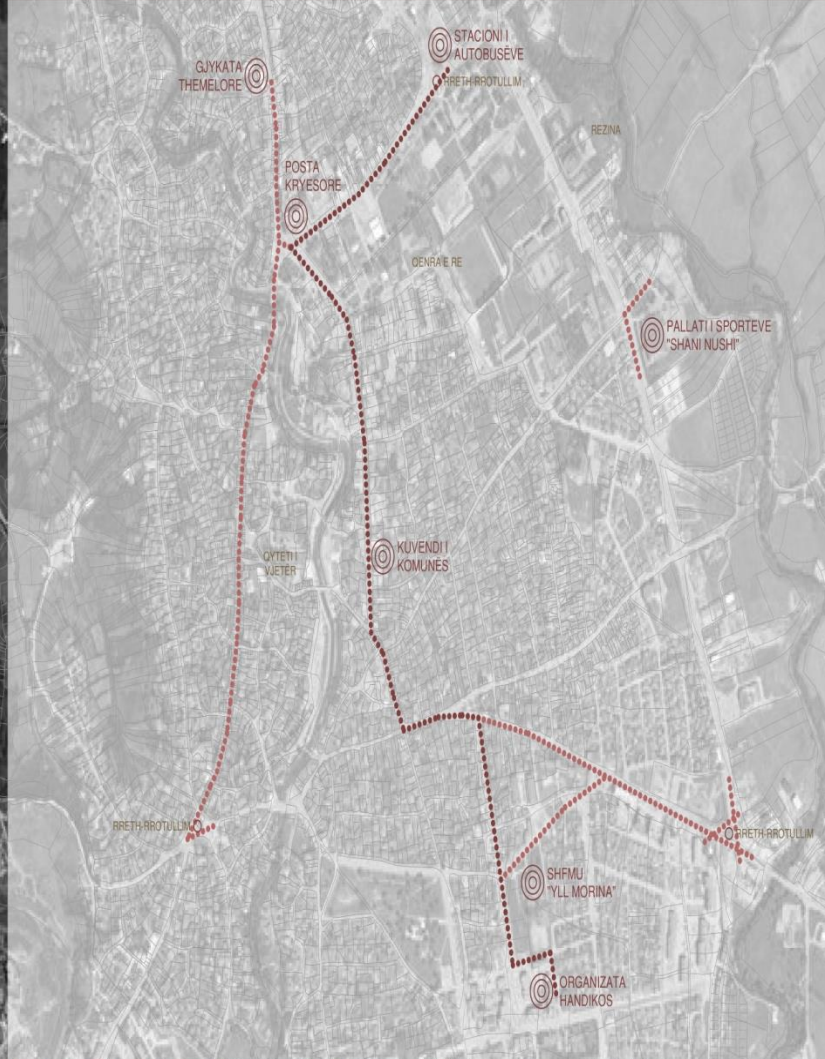 STACIONI I
AUTOBUSËVE
RRETH-RROTULLIM
GJYKATA
THEMELORE
REZINA
POSTA
KRYESORE
QENRA E RE
PALLATI I SPORTEVE
"SHANI NUSHI"
QYTETI I
VJETËR
KUVENDI I
KOMUNËS
RRETH-RROTULLIM
RRETH-RROTULLIM
SHFMU
"YLL MORINA"
ORGANIZATA
HANDIKOS